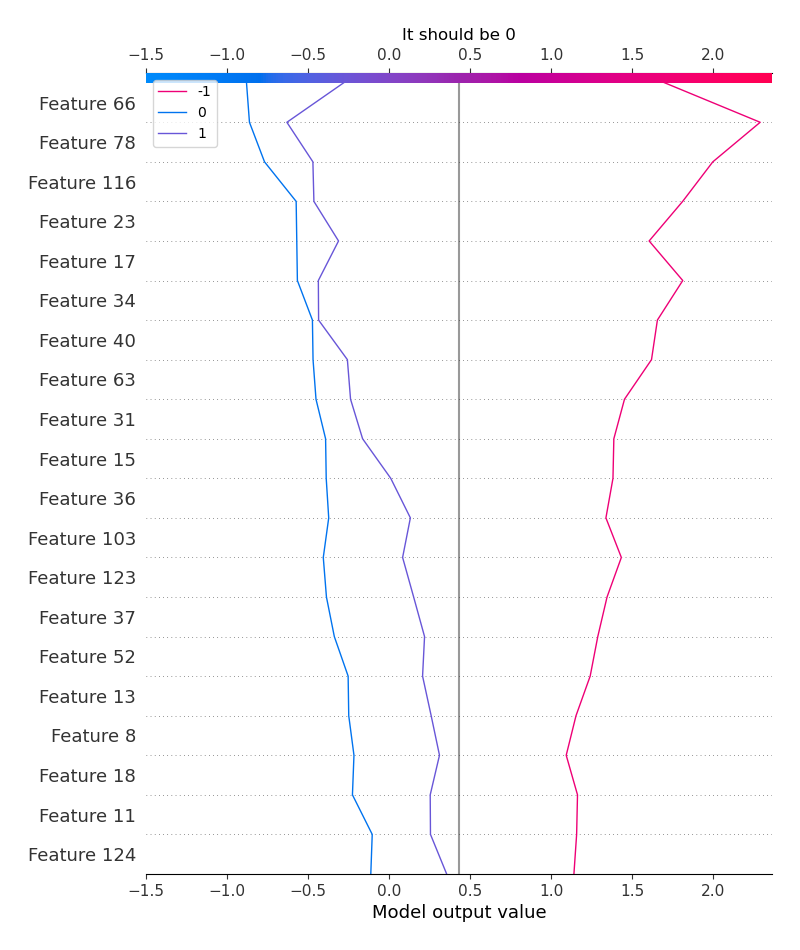 It should be 0
−1.5 −1.0 −0.5 0.0 0.5 1.0 1.5 2.0
-1
0
1
Feature 66
Feature 78
Feature 116
Feature 23
Feature 17
Feature 34
Feature 40
Feature 63
Feature 31
Feature 15
Feature 36
Feature 103
Feature 123
Feature 37
Feature 52
Feature 13
Feature 8
Feature 18
Feature 11
Feature 124
−1.5 −1.0 −0.5 0.0 0.5 1.0 1.5 2.0
Model output value